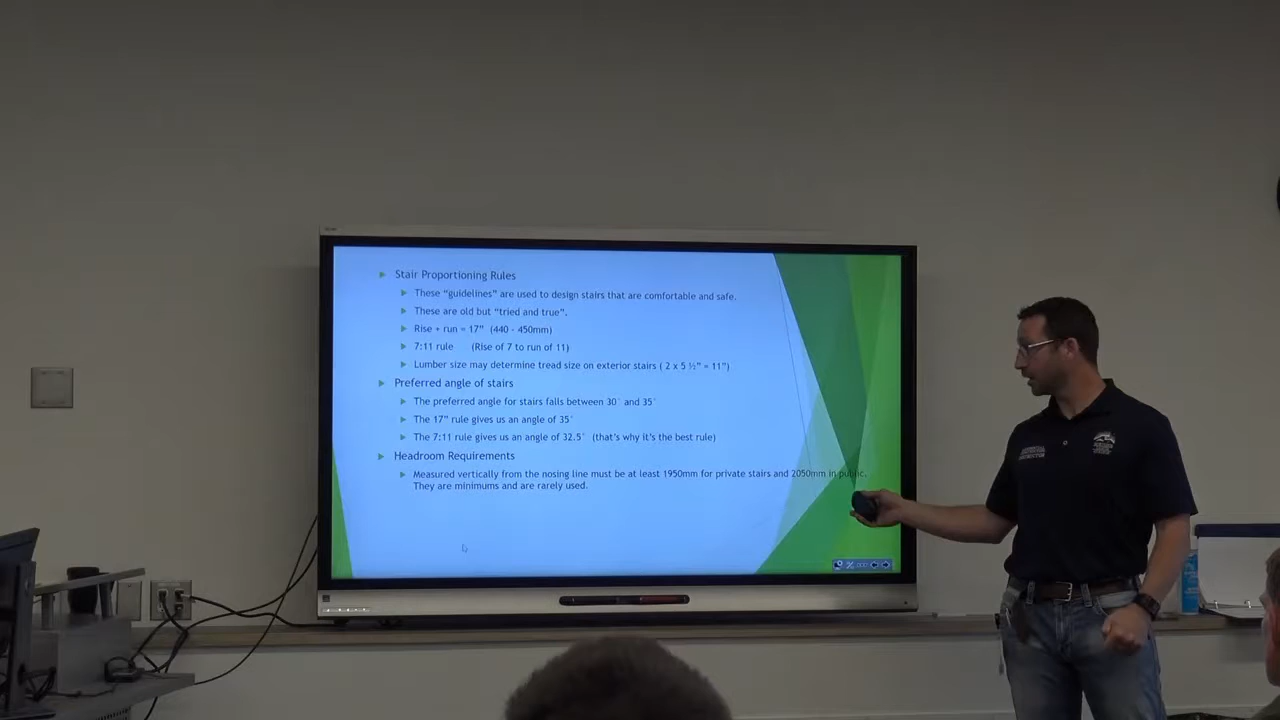 Stair Proportioning Rules
These "guidelines" are used to design stairs that are comfortable and safe.
These are old but "tried and true".
Rise + run = 17" (440 - 450mm)
7:11 rule (Rise of 7 to run of 11)
Lumber size may determine tread size on exterior stairs ( 2 x 5 ½" = 11")
Preferred angle of stairs
The preferred angle for stairs falls between 30° and 35°
The 17" rule gives us an angle of 35°
The 7:11 rule gives us an angle of 32.5° (that's why it's the best rule)
Headroom Requirements
Measured vertically from the nosing line must be at least 1950mm for private stairs and 2050mm in public.
They are minimums and are rarely used.